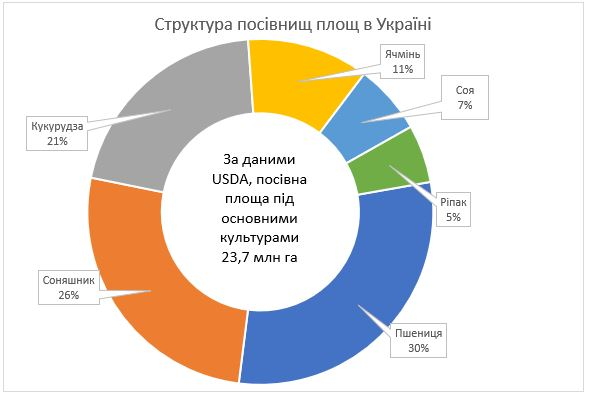 Структура посівнищ площ в Україні
Ячмінь
11%
Соя
7%
Кукурудза
21%
Ріпак
5%
За даними
USDA, посівна
площа під
основними
культурами
23,7 млн га
Соняшник
26%
Пшениця
30%